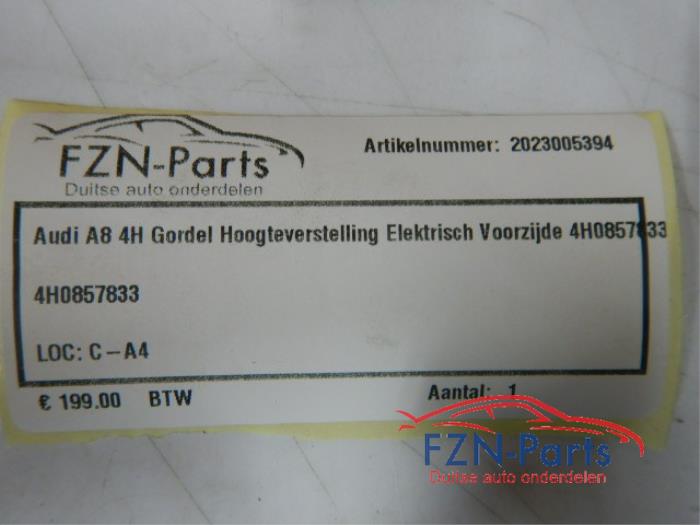 FZN-Parts
Duitse auto onderdelen
Artikelnummer: 2023005394
Audi A8 4H Gordel Hoogteverstelling Elektrisch Voorzijde 4H0857833
4H0857833
LOC: C-A4
€ 199.00 BTW
Aantal: 1
FZN-Parts
Duitse auto onderdelen